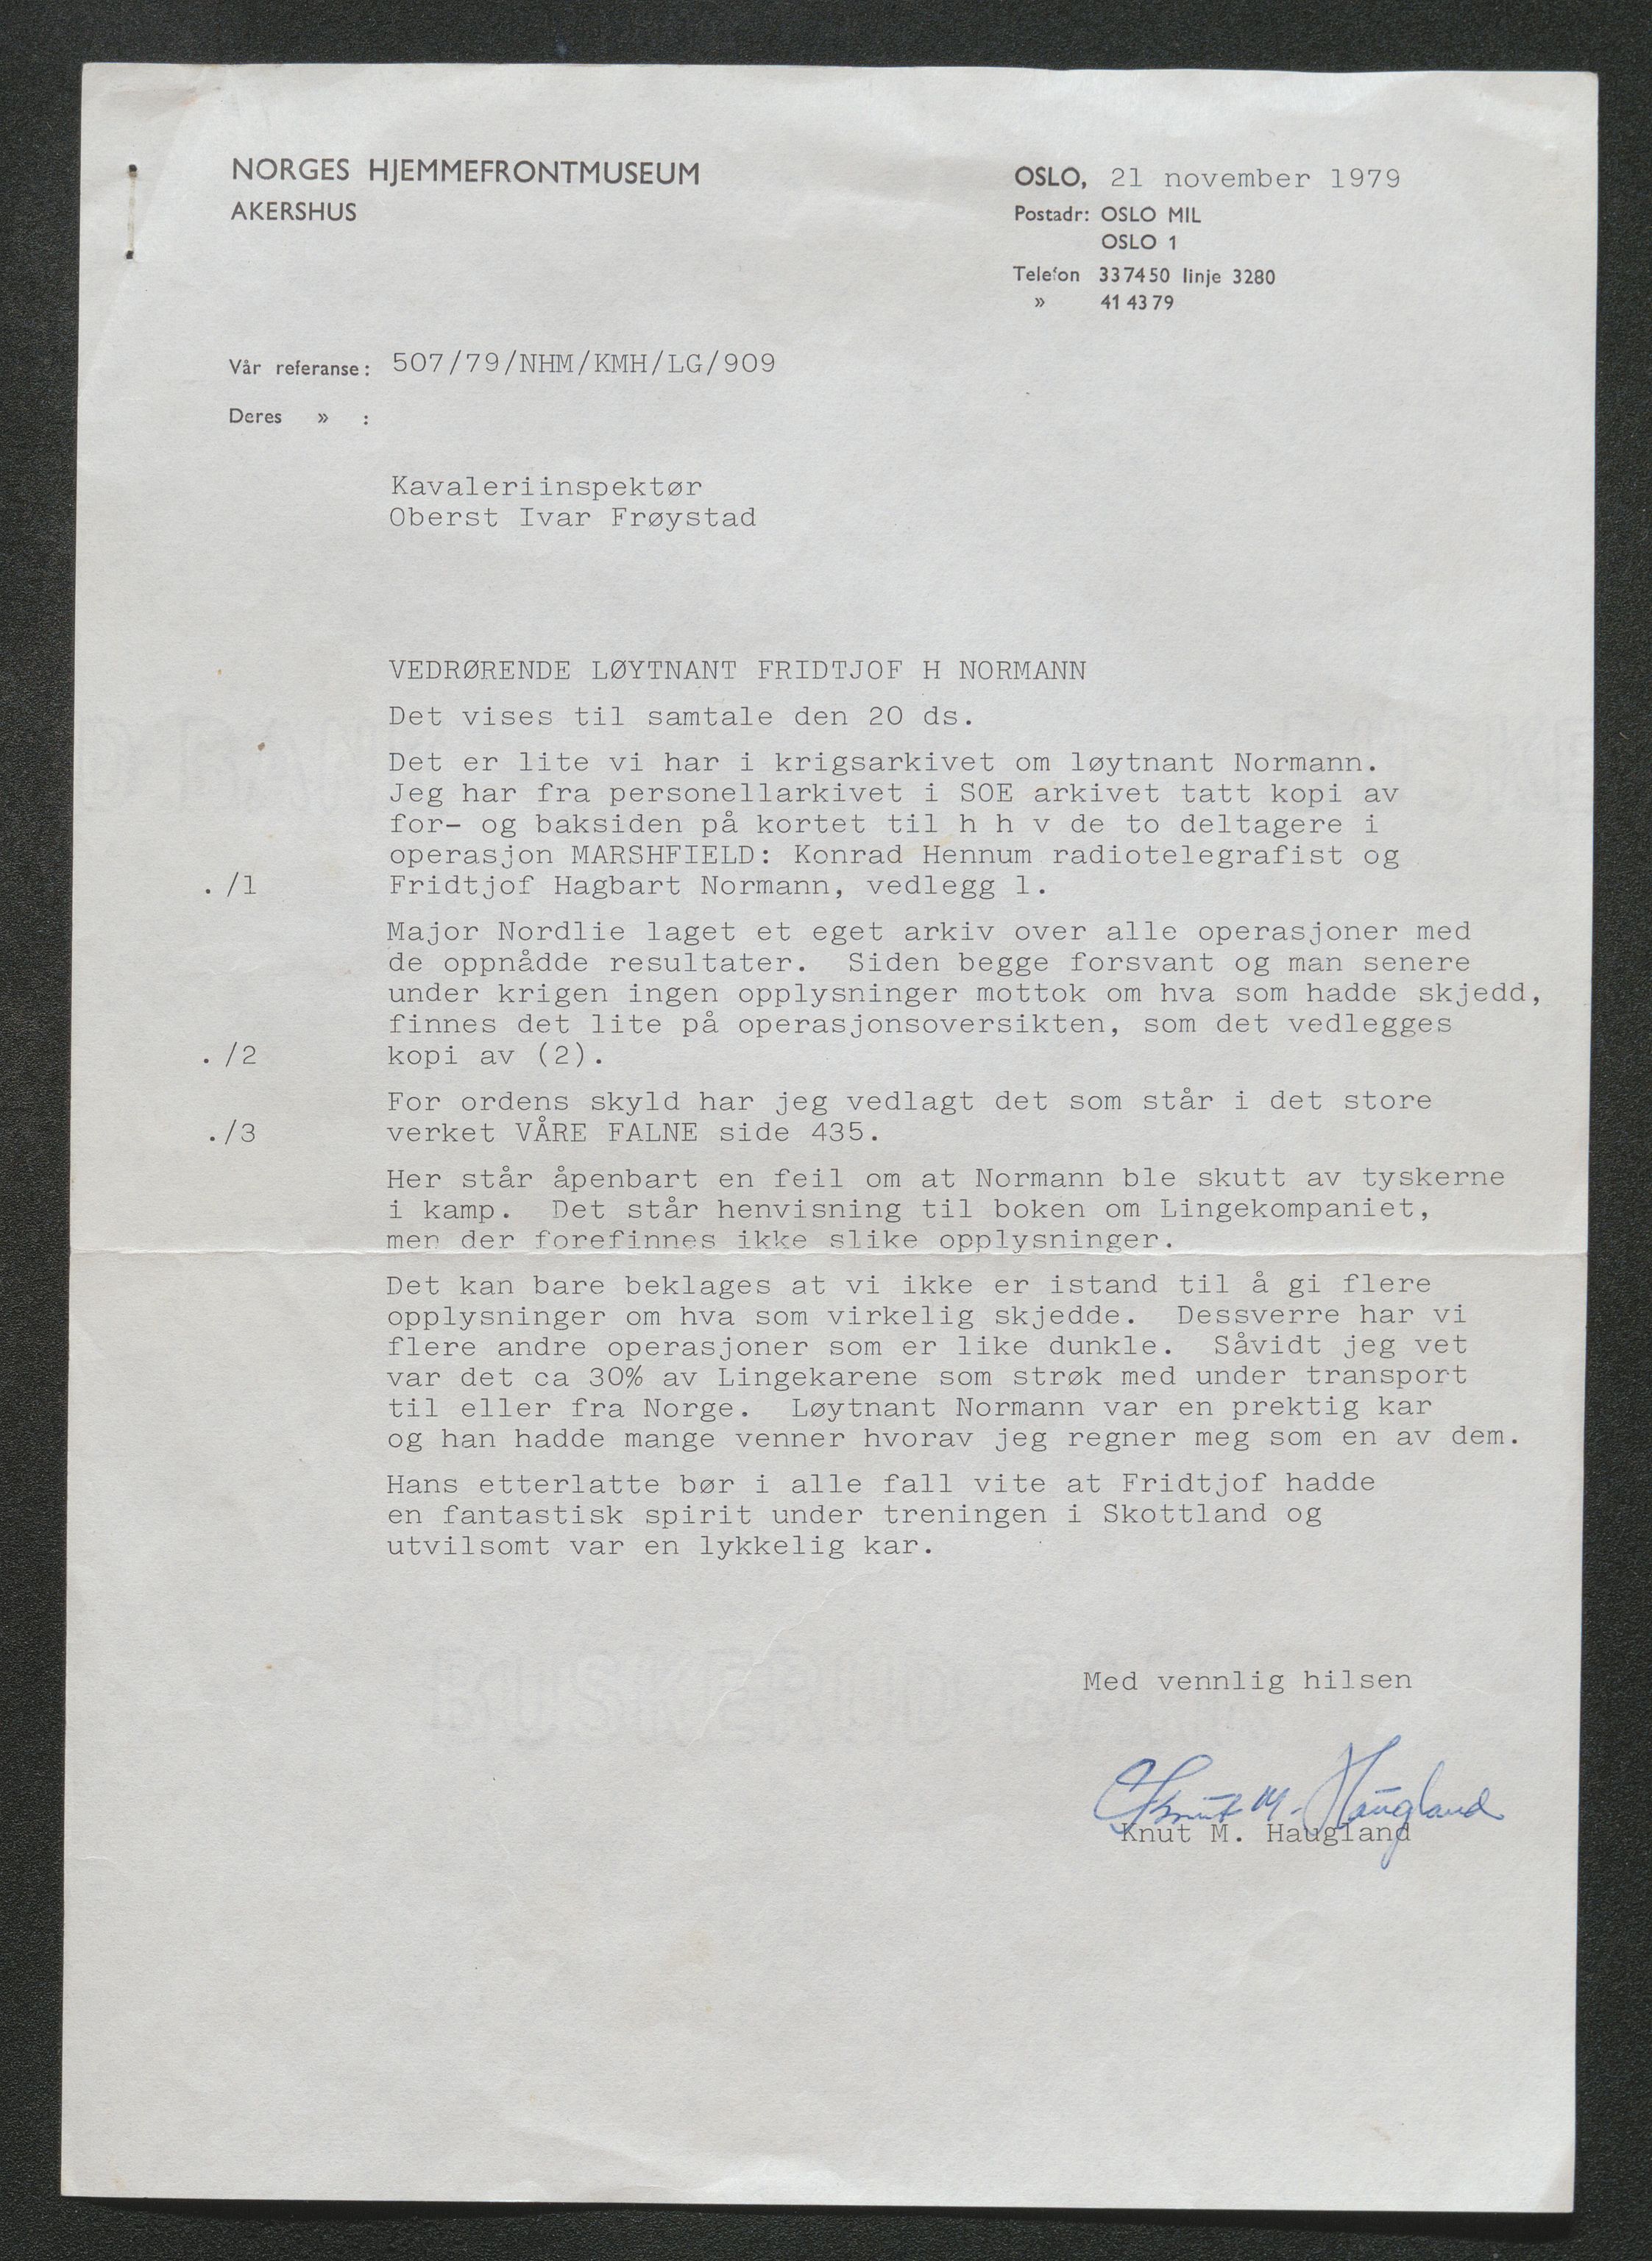 NORGES HJEMMEFRONTMUSEUM
AKERSHUS
OSLO, 21 november 1979
Postadr: OSLO MIL
OSLO 1
Telefon 337450 linje 3280
» 41 43 79
Vår referanse: 507/79/NHM/KMH/LG/909
Deres » :
Kavaleriinspektør
Oberst Ivar Frøystad
VEDRØRENDE LØYTNANT FRIDTJOF H NORMANN
Det vises til samtale den 20 ds.
Det er lite vi har i krigsarkivet om løytnant Normann.
Jeg har fra personellarkivet i SOE arkivet tatt kopi av
for- og baksiden på kortet til h h v de to deltagere i
operasjon MARSHFIELD: Konrad Hennum radiotelegrafist og
./1 Fridtjof Hagbart Normann, vedlegg 1.
Major Nordlie laget et eget arkiv over alle operasjoner med
de oppnådde resultater. Siden begge forsvant og man senere
under krigen ingen opplysninger mottok om hva som hadde skjedd,
finnes det lite på operasjonsoversikten, som det vedlegges
./2 kopi av (2).
For ordens skyld har jeg vedlagt det som står i det store
./3 verket VÅRE FALNE side 435.
Her står åpenbart en feil om at Normann ble skutt av tyskerne
i kamp. Det står henvisning til boken om Lingekompaniet,
men der forefinnes ikke slike opplysninger.
Det kan bare beklages at vi ikke er istand til å gi flere
opplysninger om hva som virkelig skjedde. Dessverre har vi
flere andre operasjoner som er like dunkle. Såvidt jeg vet
var det ca 30% av Lingekarene som strøk med under transport
til eller fra Norge. Løytnant Normann var en prektig kar
og han hadde mange venner hvorav jeg regner meg som en av dem.
Hans etterlatte bør i alle fall vite at Fridtjof hadde
en fantastisk spirit under treningen i Skottland og
utvilsomt var en lykkelig kar.
Med vennlig hilsen
Knut M. Haugland
Knut M. Haugland